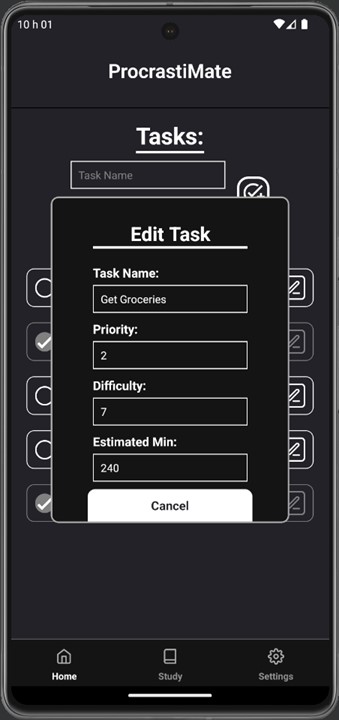 10 h 01
ProcrastiMate
Tasks:
Task Name
Edit Task
Task Name:
Get Groceries
Priority:
2
Difficulty:
7
Estimated Min:
240
Cancel
Home
Study
Settings